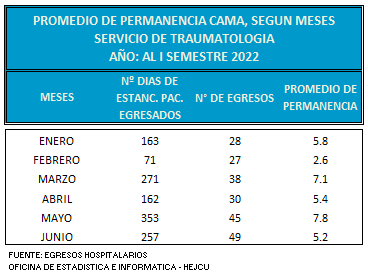 PROMEDIO DE PERMANENCIA CAMA, SEGUN MESES
SERVICIO DE TRAUMATOLOGIA
AÑO: AL I SEMESTRE 2022
MESES Nº DIAS DE ESTANC. PAC. EGRESADOS N° DE EGRESOS PROMEDIO DE PERMANENCIA
ENERO 163 28 5.8
FEBRERO 71 27 2.6
MARZO 271 38 7.1
ABRIL 162 30 5.4
MAYO 353 45 7.8
JUNIO 257 49 5.2
FUENTE: EGRESOS HOSPITALARIOS
OFICINA DE ESTADISTICA E INFORMATICA - HEJCU